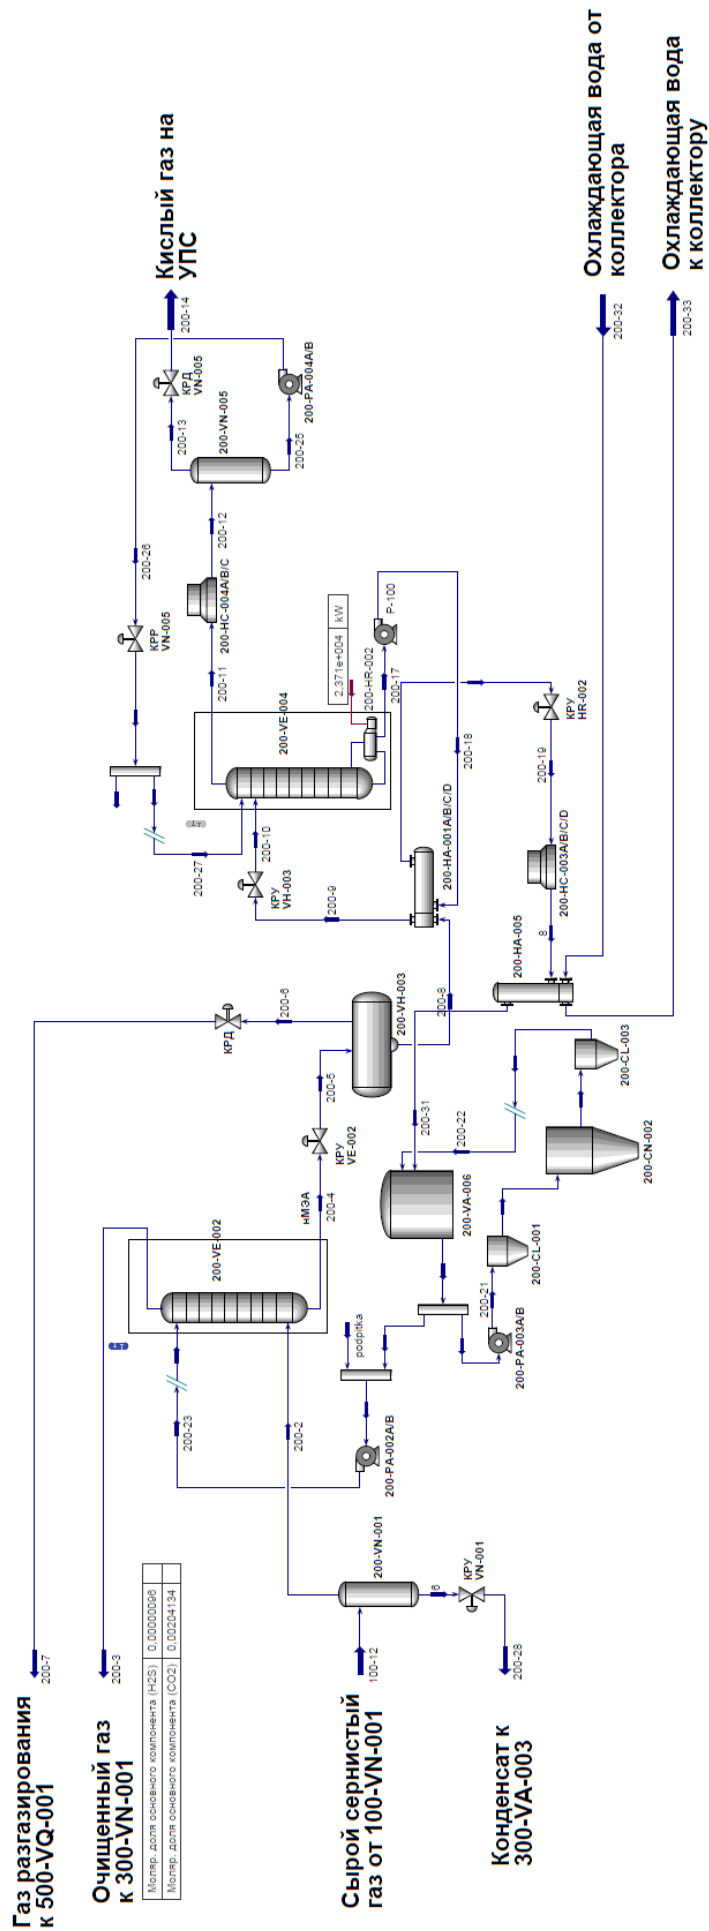 Газ разгазирования
к 500-VQ-001
200-7
Очищенный газ
к 300-VN-001
200-3
Моляр. доля основного компонента (H2S) 0,00000096
Моляр. доля основного компонента (CO2) 0,00204134
200-23
200-2
200-VE-002
нМЭА
200-4
КРУ
VE-002
200-5
КРД
200-6
200-VH-003
200-8
200-9
КРУ
VH-003
200-10
200-27
200-VE-004
200-11
200-HC-004A/B/C
200-12
200-VN-005
200-13
КРД
VN-005
200-14
Кислый газ на
УПС
200-25
200-PA-004A/B
200-26
КРР
VN-005
2,371e+004 kW
200-HR-002
200-17
P-100
200-18
200-HA-001A/B/C/D
КРУ
HR-002
200-19
200-HC-003A/B/C/D
8
200-HA-005
200-31
200-22
200-VA-006
podpitka
200-PA-002A/B
200-PA-003A/B
200-21
200-CL-001
200-CN-002
200-CL-003
Сырой сернистый
газ от 100-VN-001
100-12
200-VN-001
6
КРУ
VN-001
200-28
Конденсат к
300-VA-003
Охлаждающая вода от
коллектора
200-32
Охлаждающая вода
к коллектору
200-33